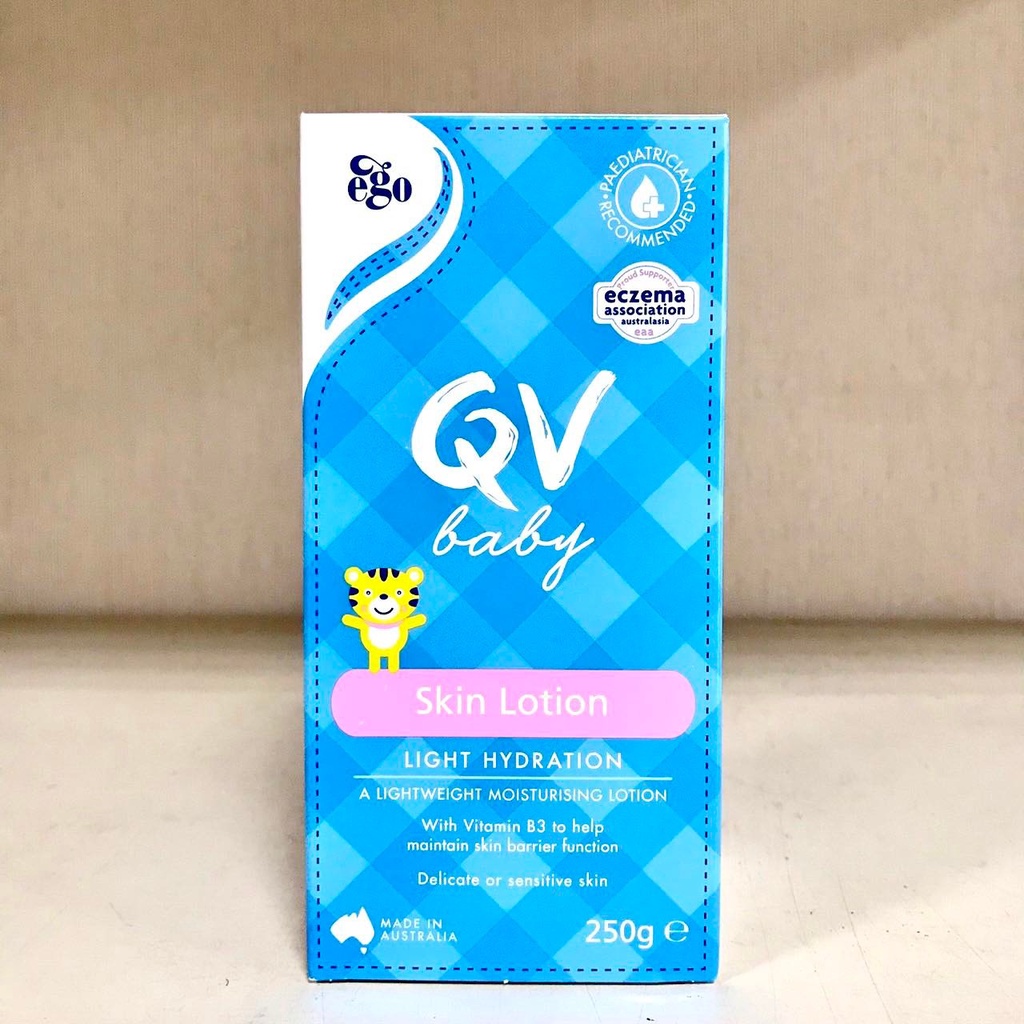 ego
PAEDIATRICIAN
RECOMMENDED
Proud Supporter
eczema
association
australasia
eaa
QV
baby
Skin Lotion
LIGHT HYDRATION
A LIGHTWEIGHT MOISTURISING LOTION
With Vitamin B3 to help
maintain skin barrier function
Delicate or sensitive skin
MADE IN
AUSTRALIA
250g ℮